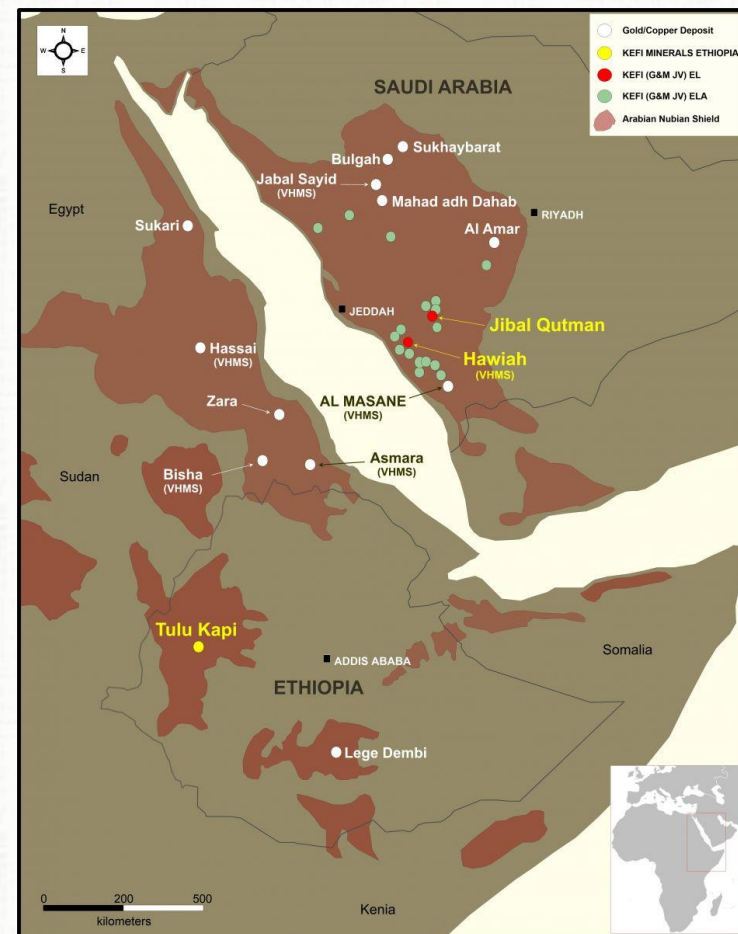 N
W E
S
Gold/Copper Deposit
KEFI MINERALS ETHIOPIA
KEFI (G&M JV) EL
KEFI (G&M JV) ELA
Arabian Nubian Shield
SAUDI ARABIA
Sukhaybarat
Bulgah
Jabal Sayid
(VHMS)
Mahad adh Dahab
Egypt
Sukari
RIYADH
Al Amar
JEDDAH
Jibal Qutman
Hassai
(VHMS)
Hawiah
(VHMS)
AL MASANE
(VHMS)
Zara
Sudan
Bisha
(VHMS)
Asmara
(VHMS)
Tulu Kapi
ADDIS ABABA
Somalia
ETHIOPIA
Lege Dembi
0 200 500
kilometers
Kenia